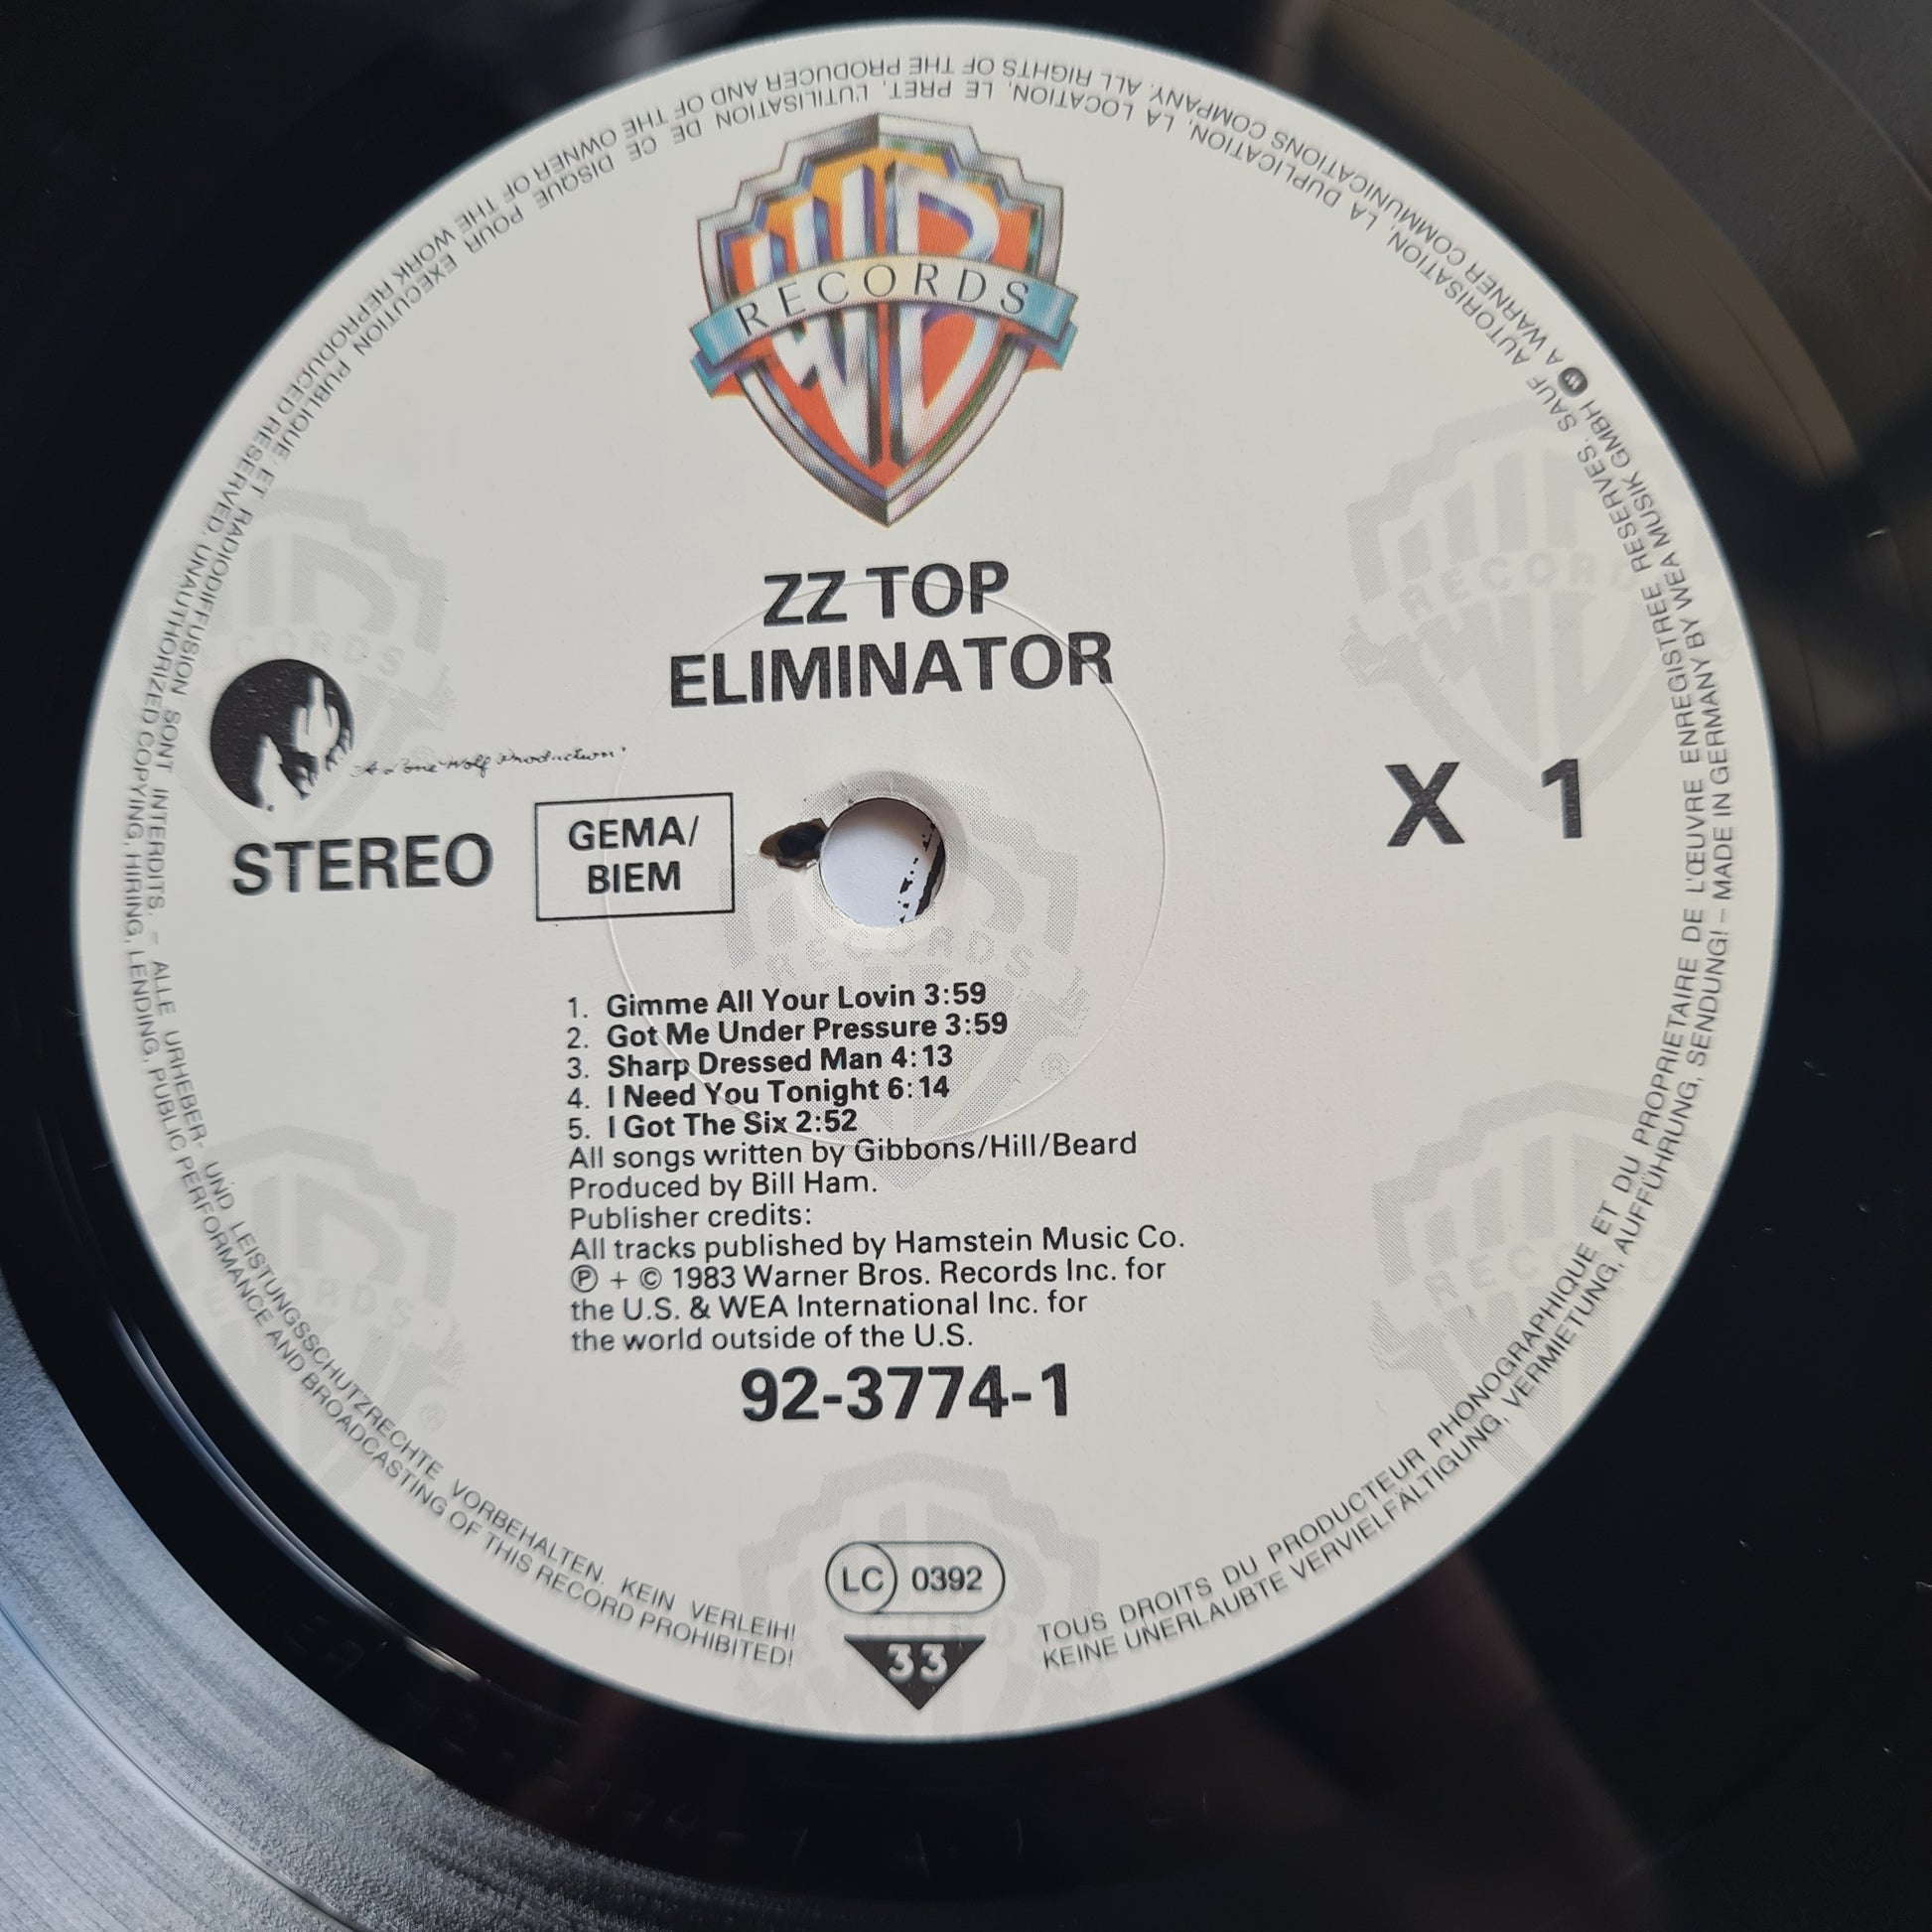 RECORDS
ZZ TOP
ELIMINATOR
A Lone Wolf Production
STEREO
GEMA/
BIEM
X 1
1. Gimme All Your Lovin 3:59
2. Got Me Under Pressure 3:59
3. Sharp Dressed Man 4:13
4. I Need You Tonight 6:14
5. I Got The Six 2:52
All songs written by Gibbons/Hill/Beard
Produced by Bill Ham.
Publisher credits:
All tracks published by Hamstein Music Co.
℗ + © 1983 Warner Bros. Records Inc. for
the U.S. & WEA International Inc. for
the world outside of the U.S.
92-3774-1
LC 0392
33
TOUS DROITS DU PRODUCTEUR PHONOGRAPHIQUE ET DU PROPRIETAIRE DE L'ŒUVRE ENREGISTREE RESERVES. SAUF AUTORISATION, LA DUPLICATION, LA LOCATION, LE PRET, L'UTILISATION DE CE DISQUE POUR EXECUTION PUBLIQUE ET RADIODIFFUSION SONT INTERDITS. – ALLE URHEBER- UND LEISTUNGSSCHUTZRECHTE VORBEHALTEN. KEIN VERLEIH!
KEINE UNERLAUBTE VERVIELFÄLTIGUNG, VERMIETUNG, AUFFÜHRUNG, SENDUNG! – MADE IN GERMANY BY WEA MUSIK GMBH A WARNER COMMUNICATIONS COMPANY. ALL RIGHTS OF THE PRODUCER AND OF THE OWNER OF THE WORK REPRODUCED RESERVED. UNAUTHORIZED COPYING, HIRING, LENDING, PUBLIC PERFORMANCE AND BROADCASTING OF THIS RECORD PROHIBITED!